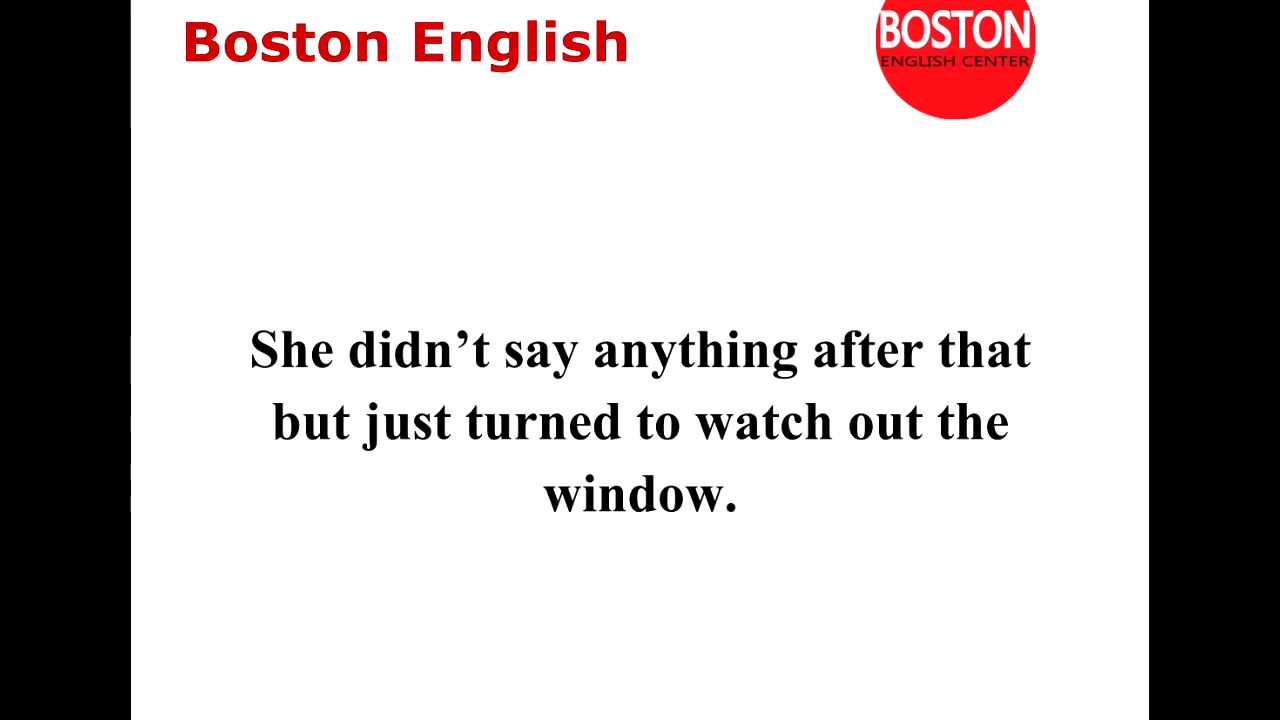 Boston English
BOSTON
ENGLISH CENTER
She didn’t say anything after that
but just turned to watch out the
window.